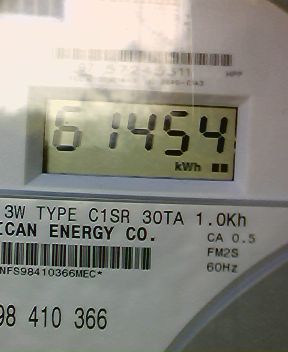 61454
kWh
3W TYPE C1SR 30TA 1.0Kh
ICAN ENERGY CO.
CA 0.5
FM2S
60Hz
NFS98410366MEC*
98 410 366